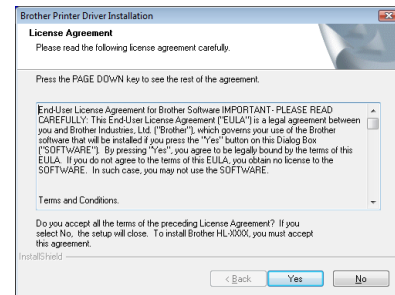 Brother Printer Driver Installation
License Agreement
Please read the following license agreement carefully.
Press the PAGE DOWN key to see the rest of the agreement.
End-User License Agreement for Brother Software IMPORTANT- PLEASE READ
CAREFULLY: This End-User License Agreement ("EULA") is a legal agreement between
you and Brother Industries, Ltd. ("Brother"), which governs your use of the Brother
software that will be installed if you press the "Yes" button on this Dialog Box
("SOFTWARE"). By pressing "Yes", you agree to be legally bound by the terms of this
EULA. If you do not agree to the terms of this EULA, you obtain no license to the
SOFTWARE. In such case, you may not use the SOFTWARE.
Terms and Conditions.
Do you accept all the terms of the preceding License Agreement? If you
select No, the setup will close. To install Brother HL-XXXX, you must accept
this agreement.
InstallShield
< Back Yes No